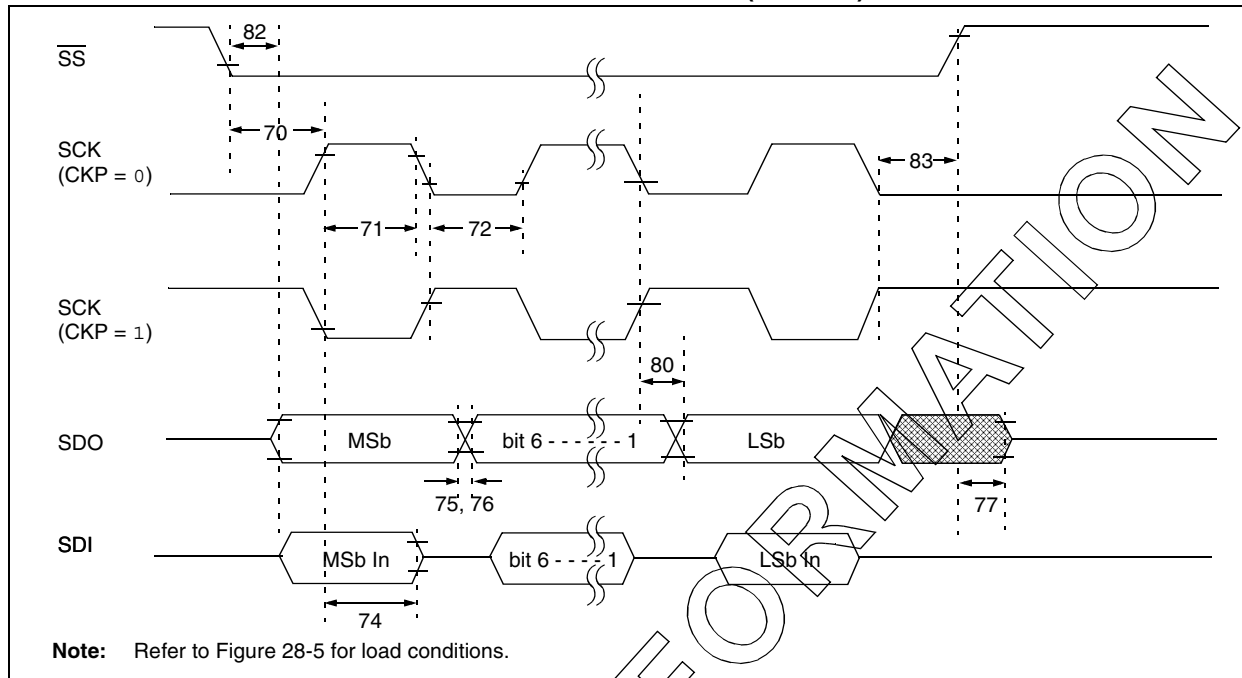 82
SS
70
SCK
(CKP = 0)
83
71
72
SCK
(CKP = 1)
80
SDO
MSb
bit 6 - - - - - - 1
LSb
75, 76
77
SDI
MSb In
bit 6 - - - - 1
LSb In
74
Note: Refer to Figure 28-5 for load conditions.
FORMATION